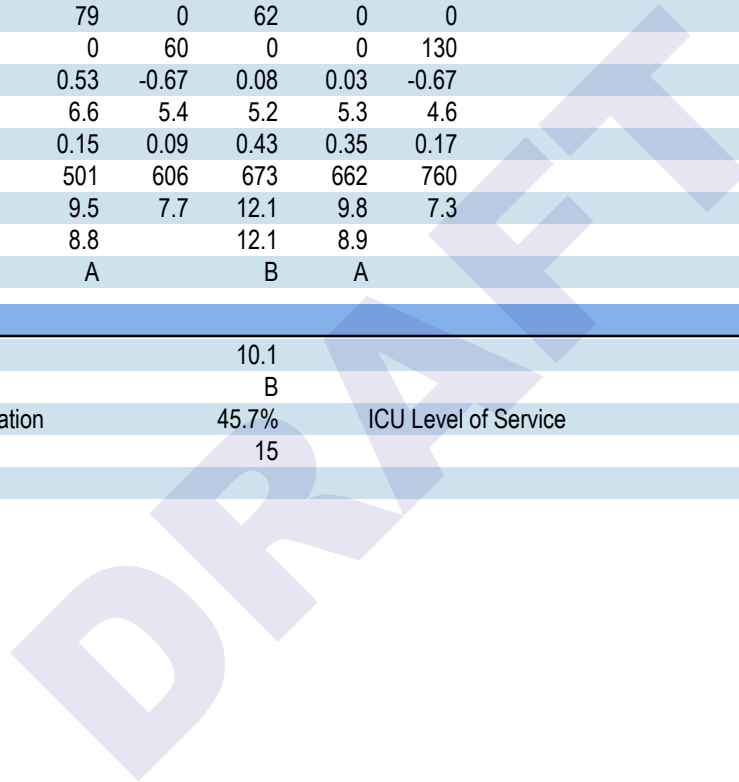 79 0 62 0 0
0 60 0 0 130
0.53 -0.67 0.08 0.03 -0.67
6.6 5.4 5.2 5.3 4.6
0.15 0.09 0.43 0.35 0.17
501 606 673 662 760
9.5 7.7 12.1 9.8 7.3
8.8 12.1 8.9
A B A
10.1
B
ation 45.7% ICU Level of Service
15
DRAFT